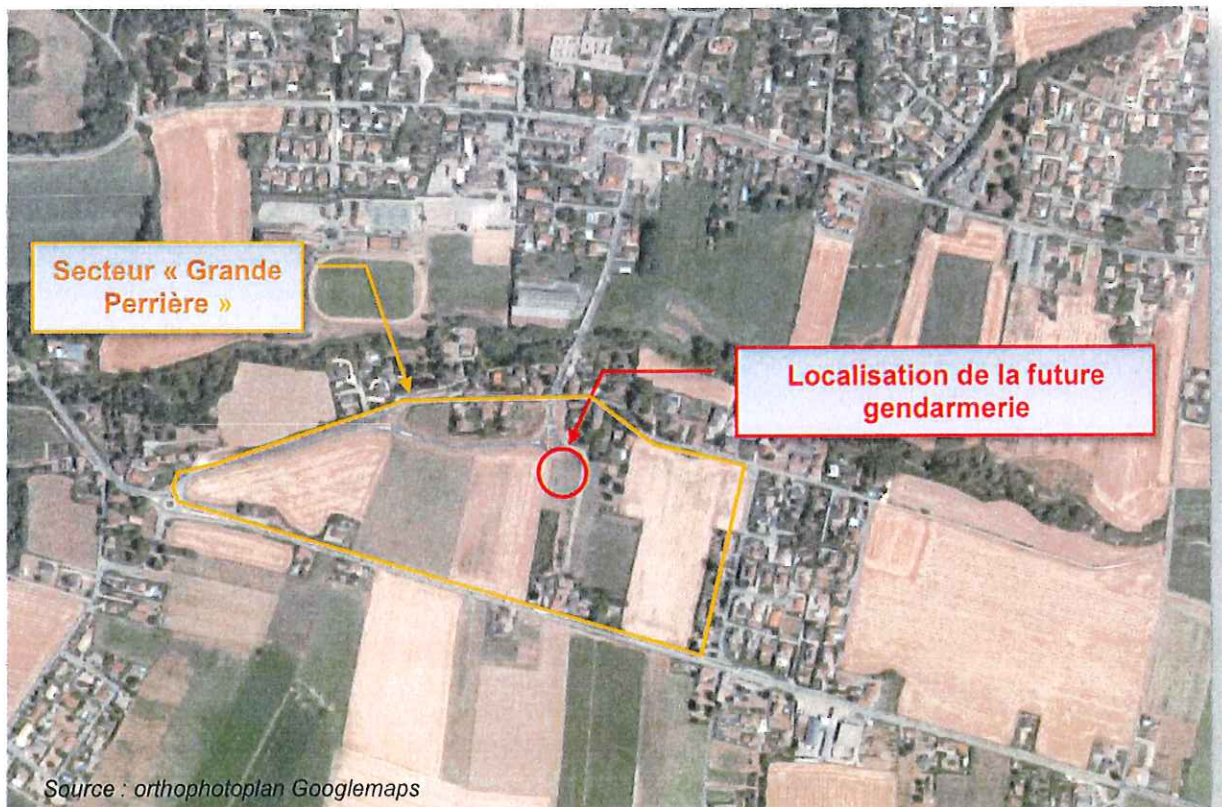 Secteur « Grande
Perrière »
Localisation de la future
gendarmerie
Source : orthophotoplan Googlemaps